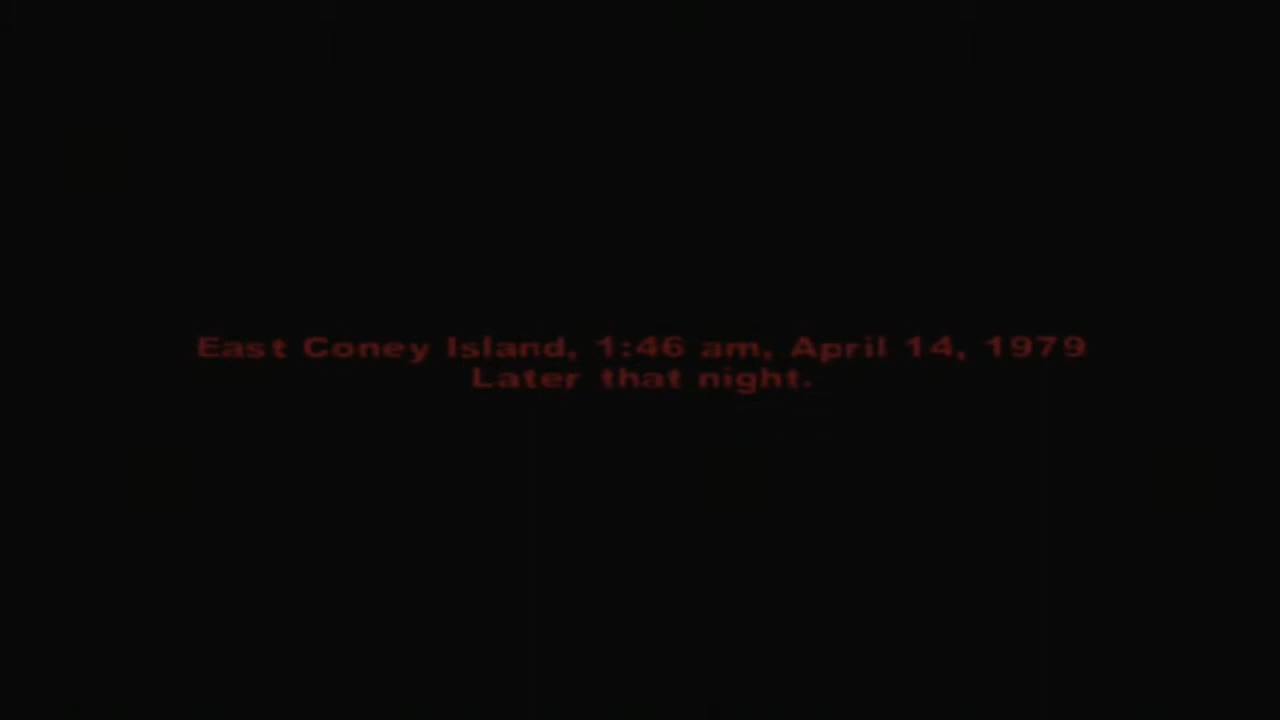 East Coney Island, 1:46 am, April 14, 1979
Later that night.